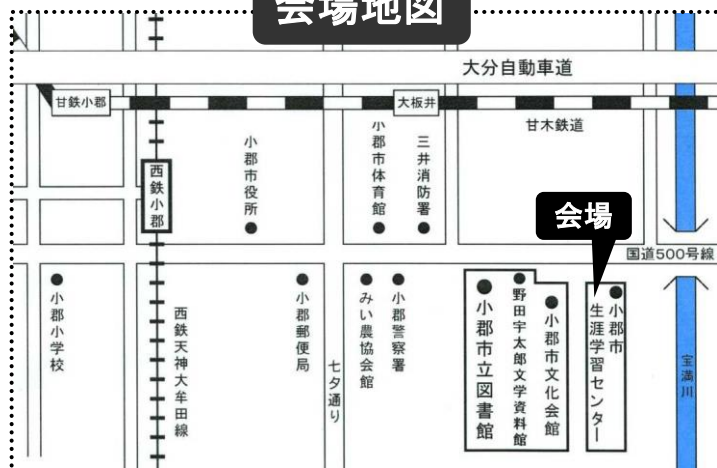 会場地図
大分自動車道
甘鉄小郡
大板井
甘木鉄道
西鉄小郡
小郡市役所
小郡市体育館
三井消防署
会場
国道500号線
小郡小学校
西鉄天神大牟田線
小郡郵便局
七夕通り
みい農協会館
小郡警察署
小郡市立図書館
野田宇太郎文学資料館
小郡市文化会館
小郡市
生涯学習センター
宝満川